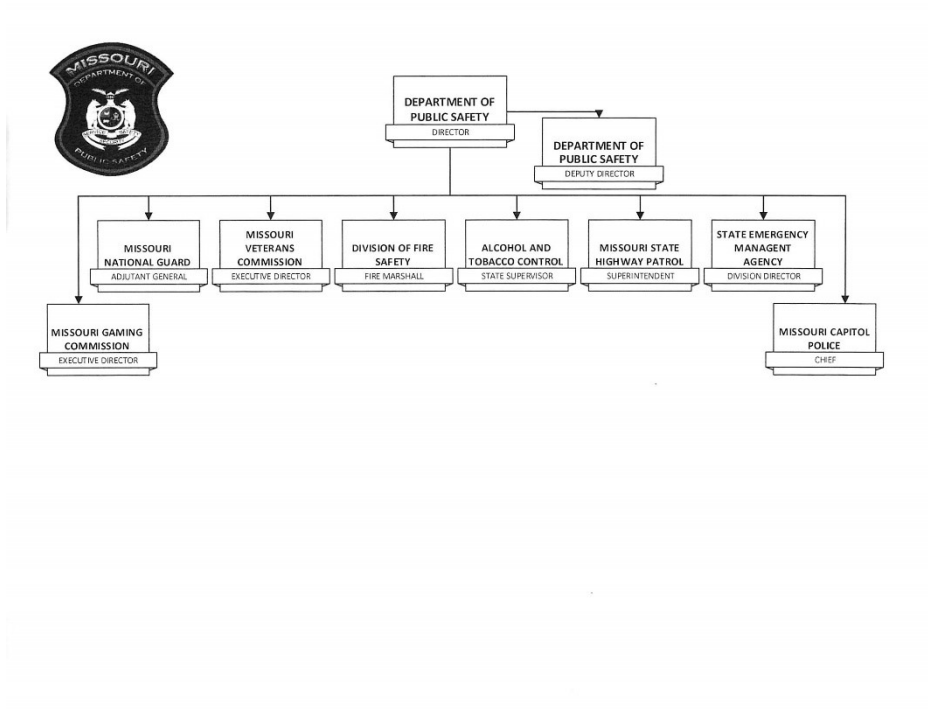 MISSOURI
DEPARTMENT OF
PUBLIC SAFETY
DEPARTMENT OF
PUBLIC SAFETY
DIRECTOR
DEPARTMENT OF
PUBLIC SAFETY
DEPUTY DIRECTOR
MISSOURI
NATIONAL GUARD
ADJUTANT GENERAL
MISSOURI
VETERANS
COMMISSION
EXECUTIVE DIRECTOR
DIVISION OF FIRE
SAFETY
FIRE MARSHALL
ALCOHOL AND
TOBACCO CONTROL
STATE SUPERVISOR
MISSOURI STATE
HIGHWAY PATROL
SUPERINTENDENT
STATE EMERGENCY
MANAGENT
AGENCY
DIVISION DIRECTOR
MISSOURI GAMING
COMMISSION
EXECUTIVE DIRECTOR
MISSOURI CAPITOL
POLICE
CHIEF